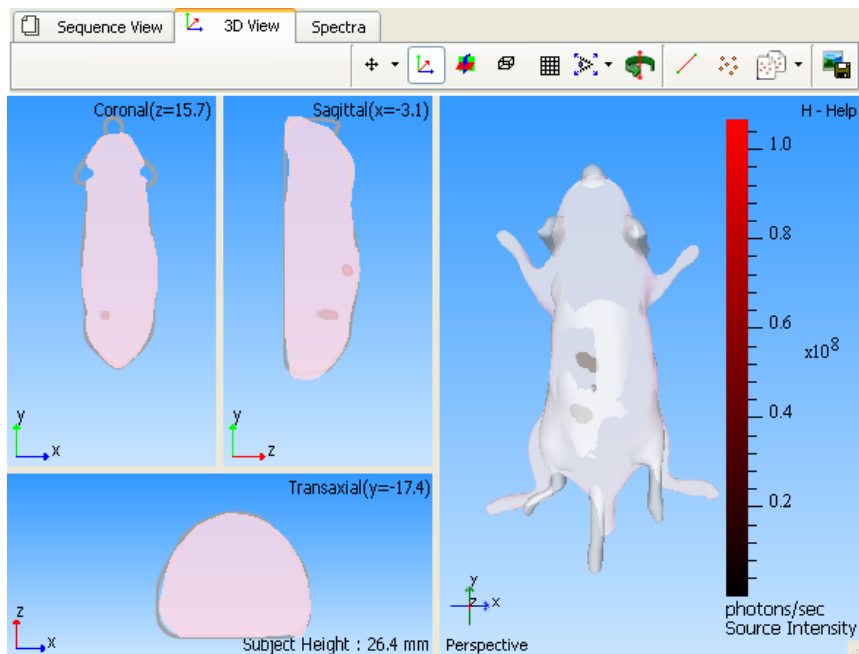 Sequence View
3D View
Spectra
Coronal(z=15.7)
Sagittal(x=-3.1)
H - Help
1.0
0.8
0.6
x10^8
0.4
0.2
y
x
y
z
Transaxial(y=-17.4)
z
x
Subject Height : 26.4 mm
y
z
x
Perspective
photons/sec
Source Intensity